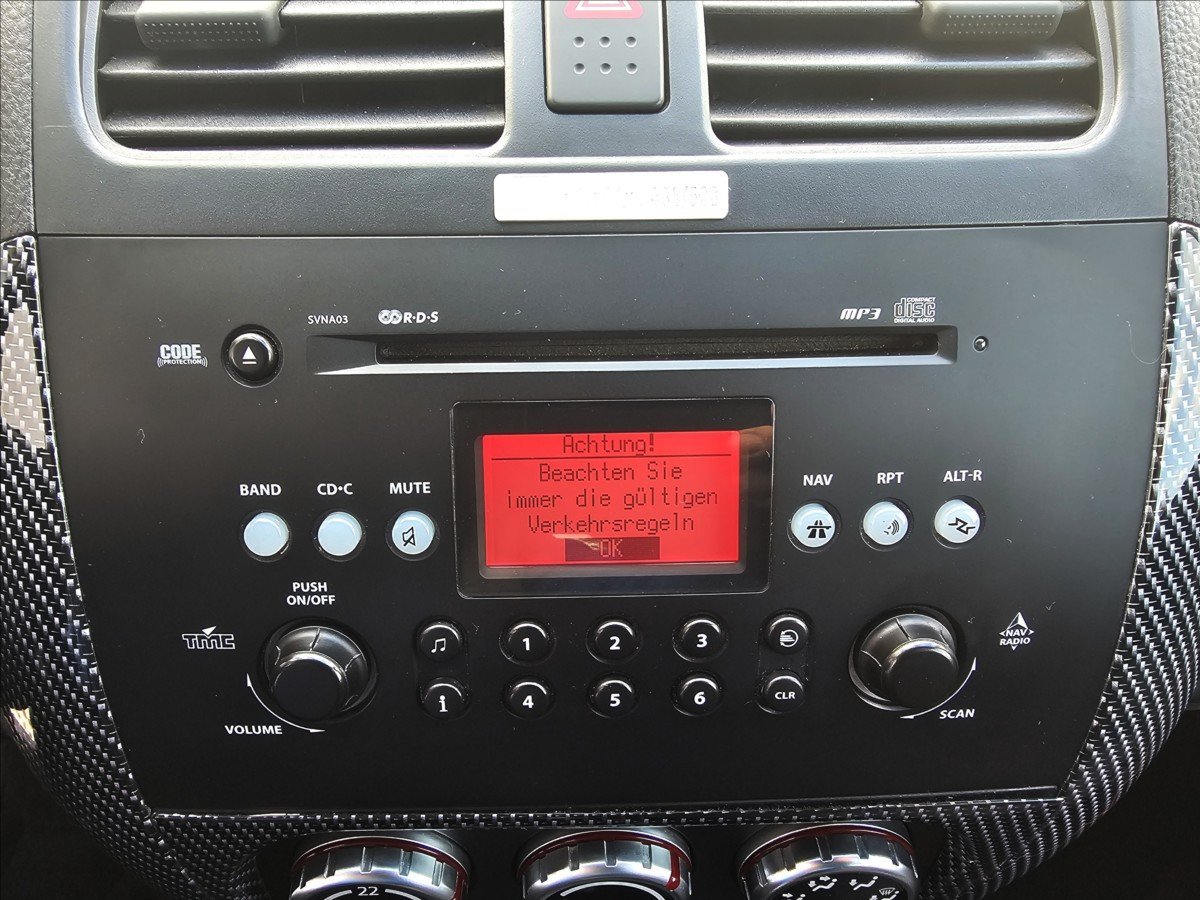 SVNA03
R·D·S
MP3
COMPACT
disc
DIGITAL AUDIO
CODE
PROTECTION
Achtung!
Beachten Sie
immer die gültigen
Verkehrsregeln
OK
BAND
CD•C
MUTE
NAV
RPT
ALT-R
PUSH
ON/OFF
TMC
1
2
3
NAV
RADIO
i
4
5
6
CLR
VOLUME
SCAN
22